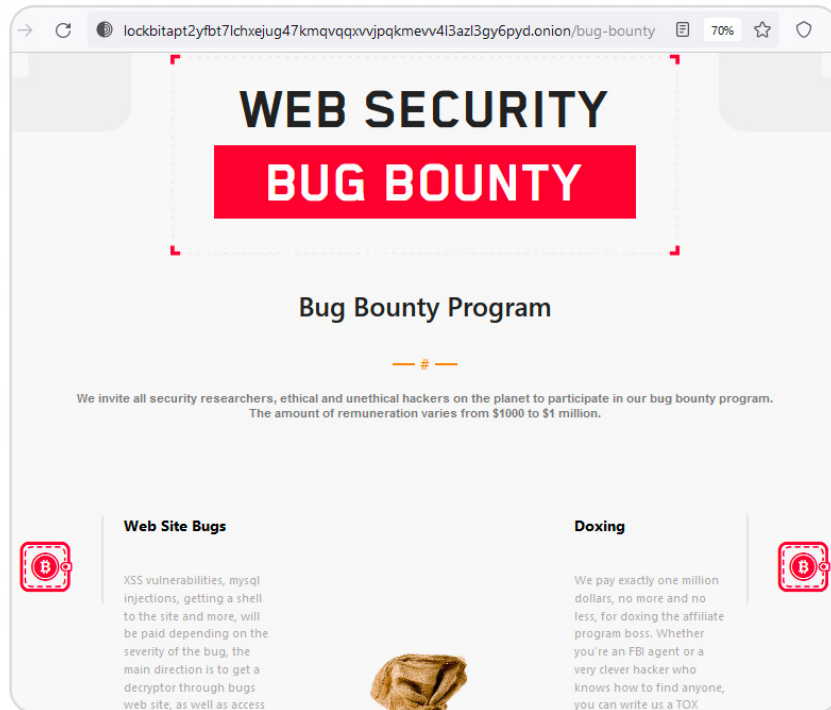 lockbitapt2yfbt7lchxejug47kmqvqqxvvjpqkmevv4l3azl3gy6pyd.onion/bug-bounty 70%
WEB SECURITY
BUG BOUNTY
Bug Bounty Program
#
We invite all security researchers, ethical and unethical hackers on the planet to participate in our bug bounty program.
The amount of remuneration varies from $1000 to $1 million.
Web Site Bugs
XSS vulnerabilities, mysql
injections, getting a shell
to the site and more, will
be paid depending on the
severity of the bug, the
main direction is to get a
decryptor through bugs
web site, as well as access
Doxing
We pay exactly one million
dollars, no more and no
less, for doxing the affiliate
program boss. Whether
you're an FBI agent or a
very clever hacker who
knows how to find anyone,
you can write us a TOX